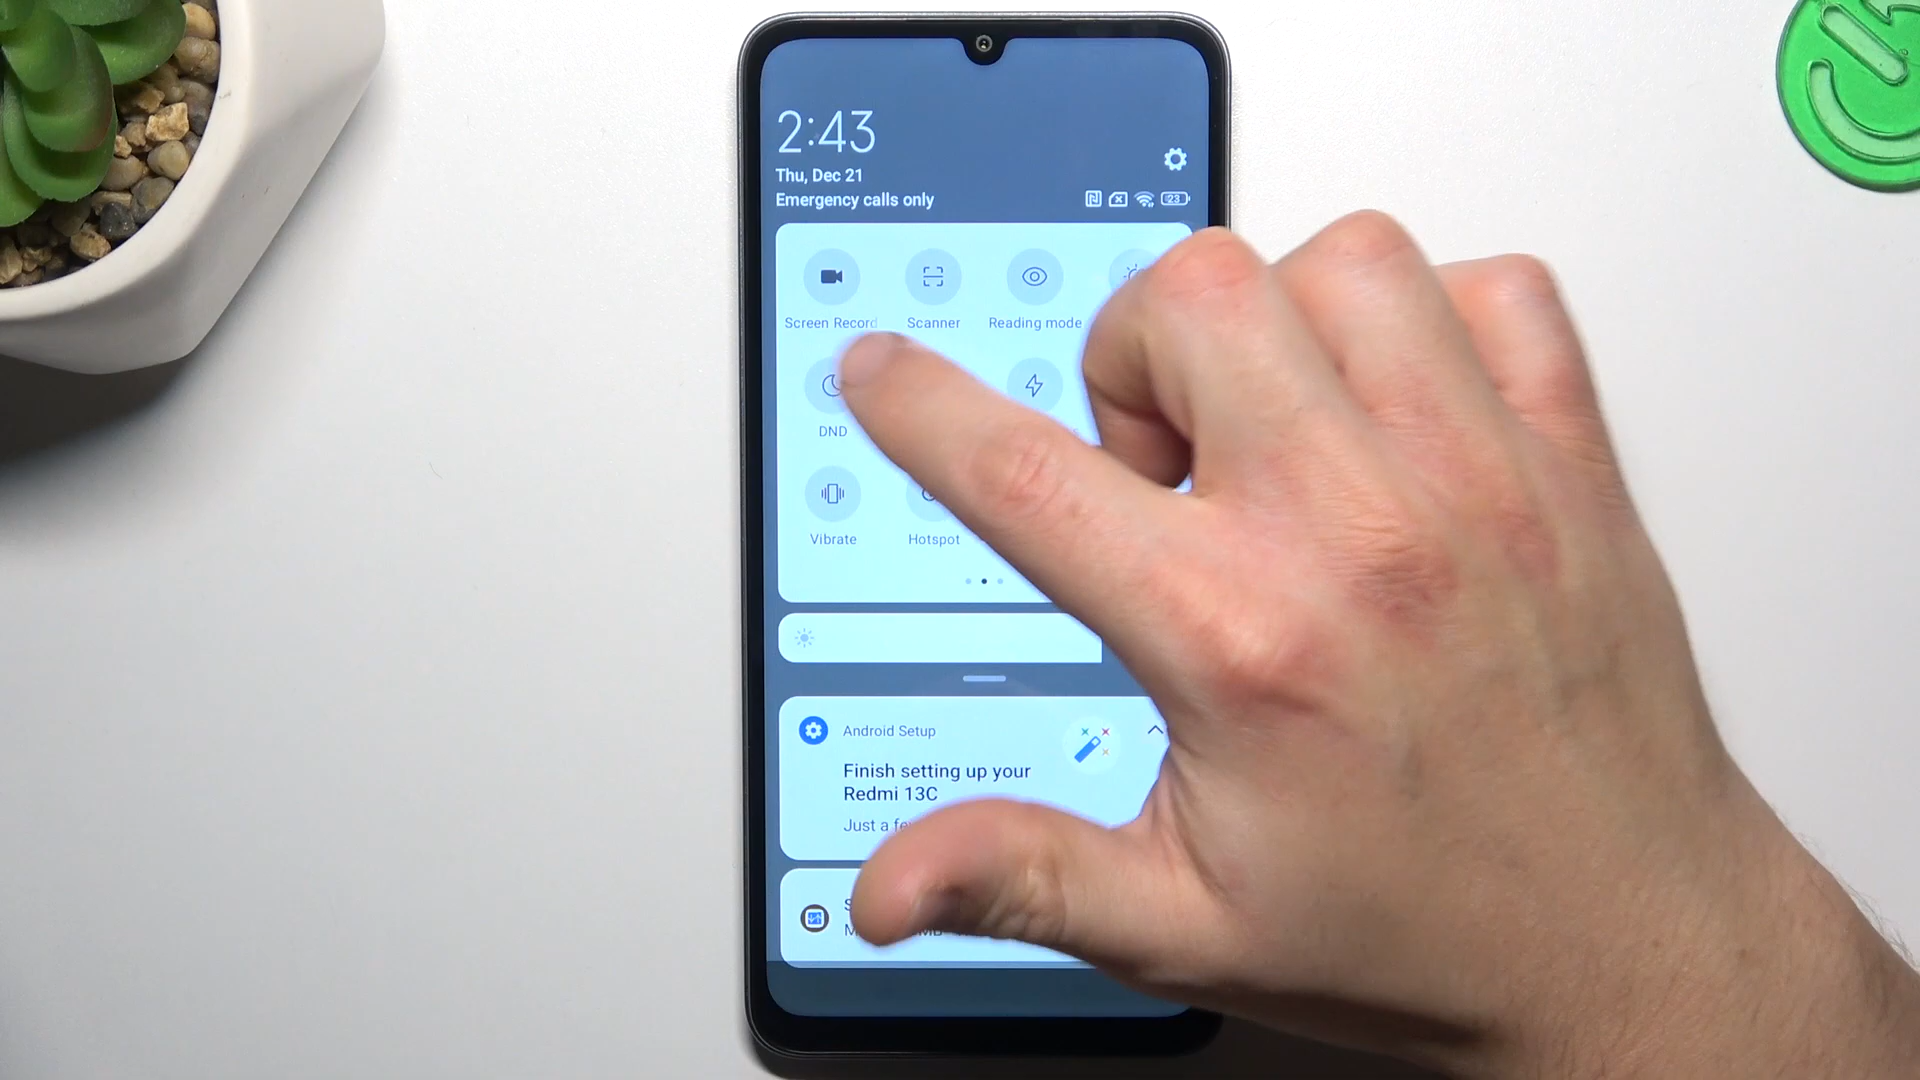 2:43
Thu, Dec 21
Emergency calls only
23
Screen Record
Scanner
Reading mode
DND
Vibrate
Hotspot
Android Setup
Finish setting up your
Redmi 13C
Just a